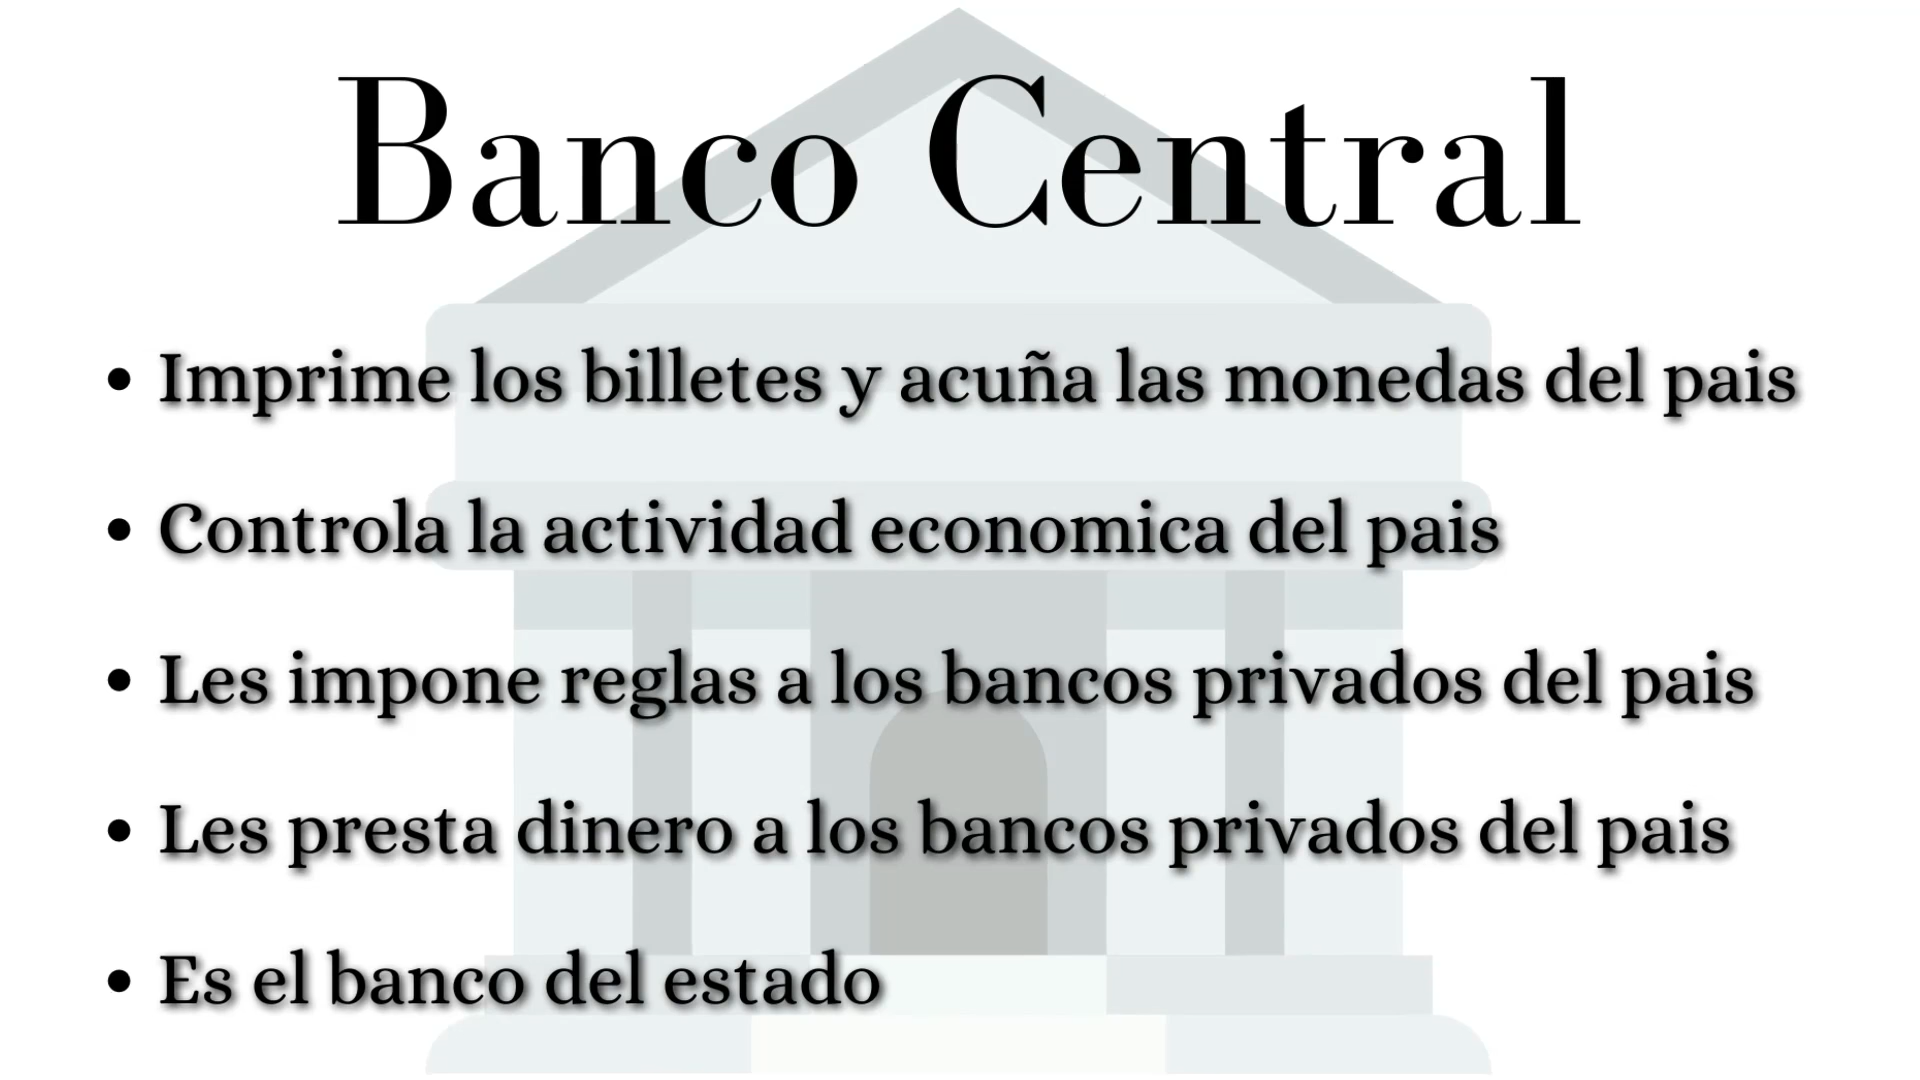 Banco Central
• Imprime los billetes y acuña las monedas del pais
• Controla la actividad economica del pais
• Les impone reglas a los bancos privados del pais
• Les presta dinero a los bancos privados del pais
• Es el banco del estado